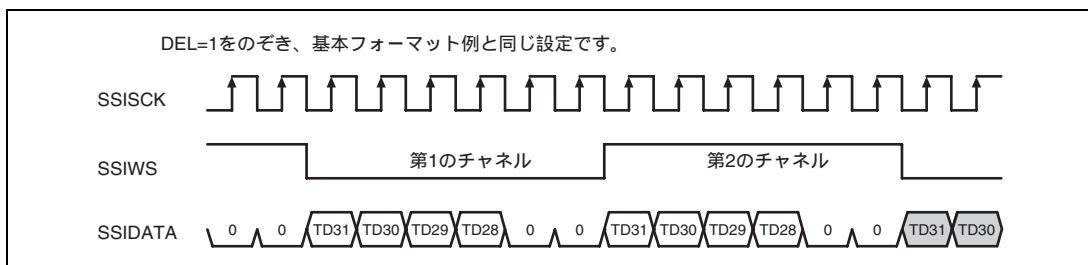 DEL=1をのぞき、基本フォーマット例と同じ設定です。
SSISCK
SSIWS 第1のチャネル 第2のチャネル
SSIDATA 0 0 TD31 TD30 TD29 TD28 0 0 TD31 TD30 TD29 TD28 0 0 TD31 TD30